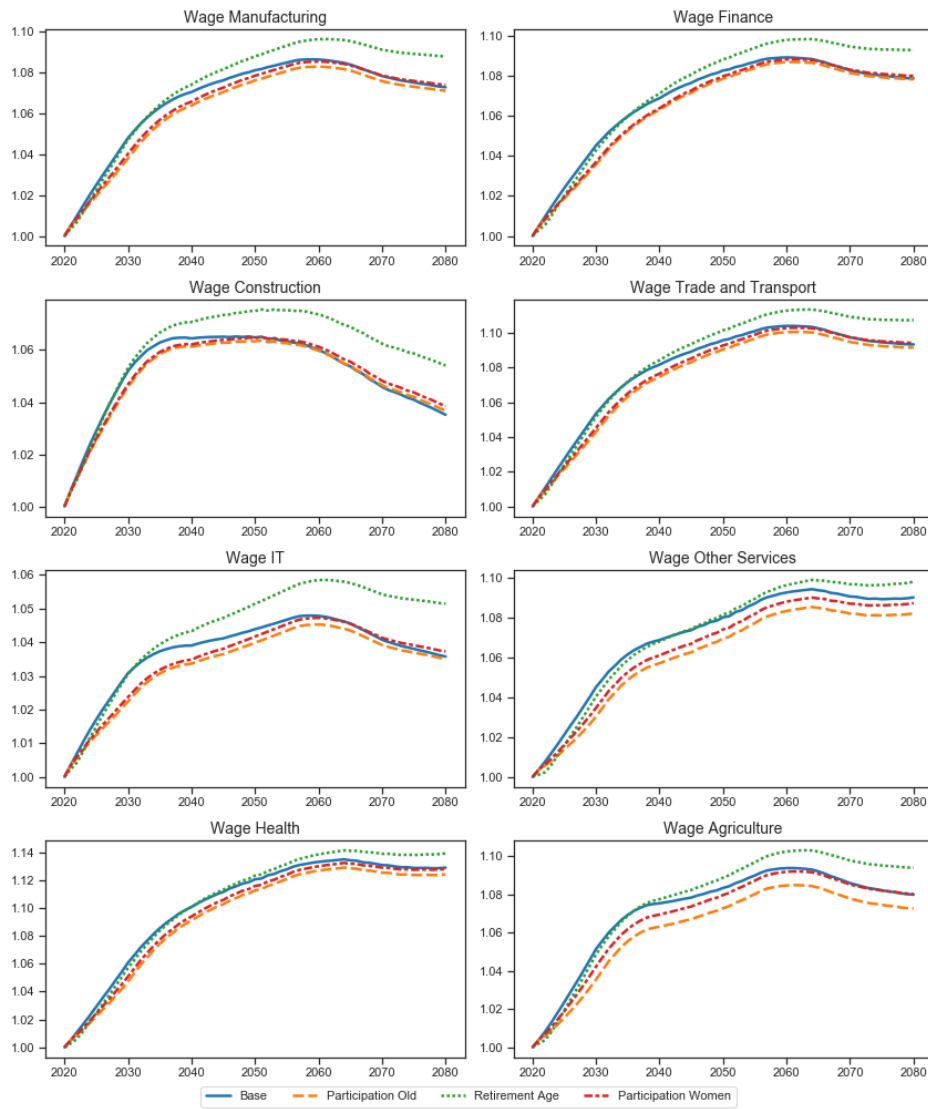 Wage Manufacturing
1.10
1.08
1.06
1.04
1.02
1.00
2020 2030 2040 2050 2060 2070 2080
Wage Finance
1.10
1.08
1.06
1.04
1.02
1.00
2020 2030 2040 2050 2060 2070 2080
Wage Construction
1.06
1.04
1.02
1.00
2020 2030 2040 2050 2060 2070 2080
Wage Trade and Transport
1.10
1.08
1.06
1.04
1.02
1.00
2020 2030 2040 2050 2060 2070 2080
Wage IT
1.06
1.05
1.04
1.03
1.02
1.01
1.00
2020 2030 2040 2050 2060 2070 2080
Wage Other Services
1.10
1.08
1.06
1.04
1.02
1.00
2020 2030 2040 2050 2060 2070 2080
Wage Health
1.14
1.12
1.10
1.08
1.06
1.04
1.02
1.00
2020 2030 2040 2050 2060 2070 2080
Wage Agriculture
1.10
1.08
1.06
1.04
1.02
1.00
2020 2030 2040 2050 2060 2070 2080
Base Participation Old Retirement Age Participation Women